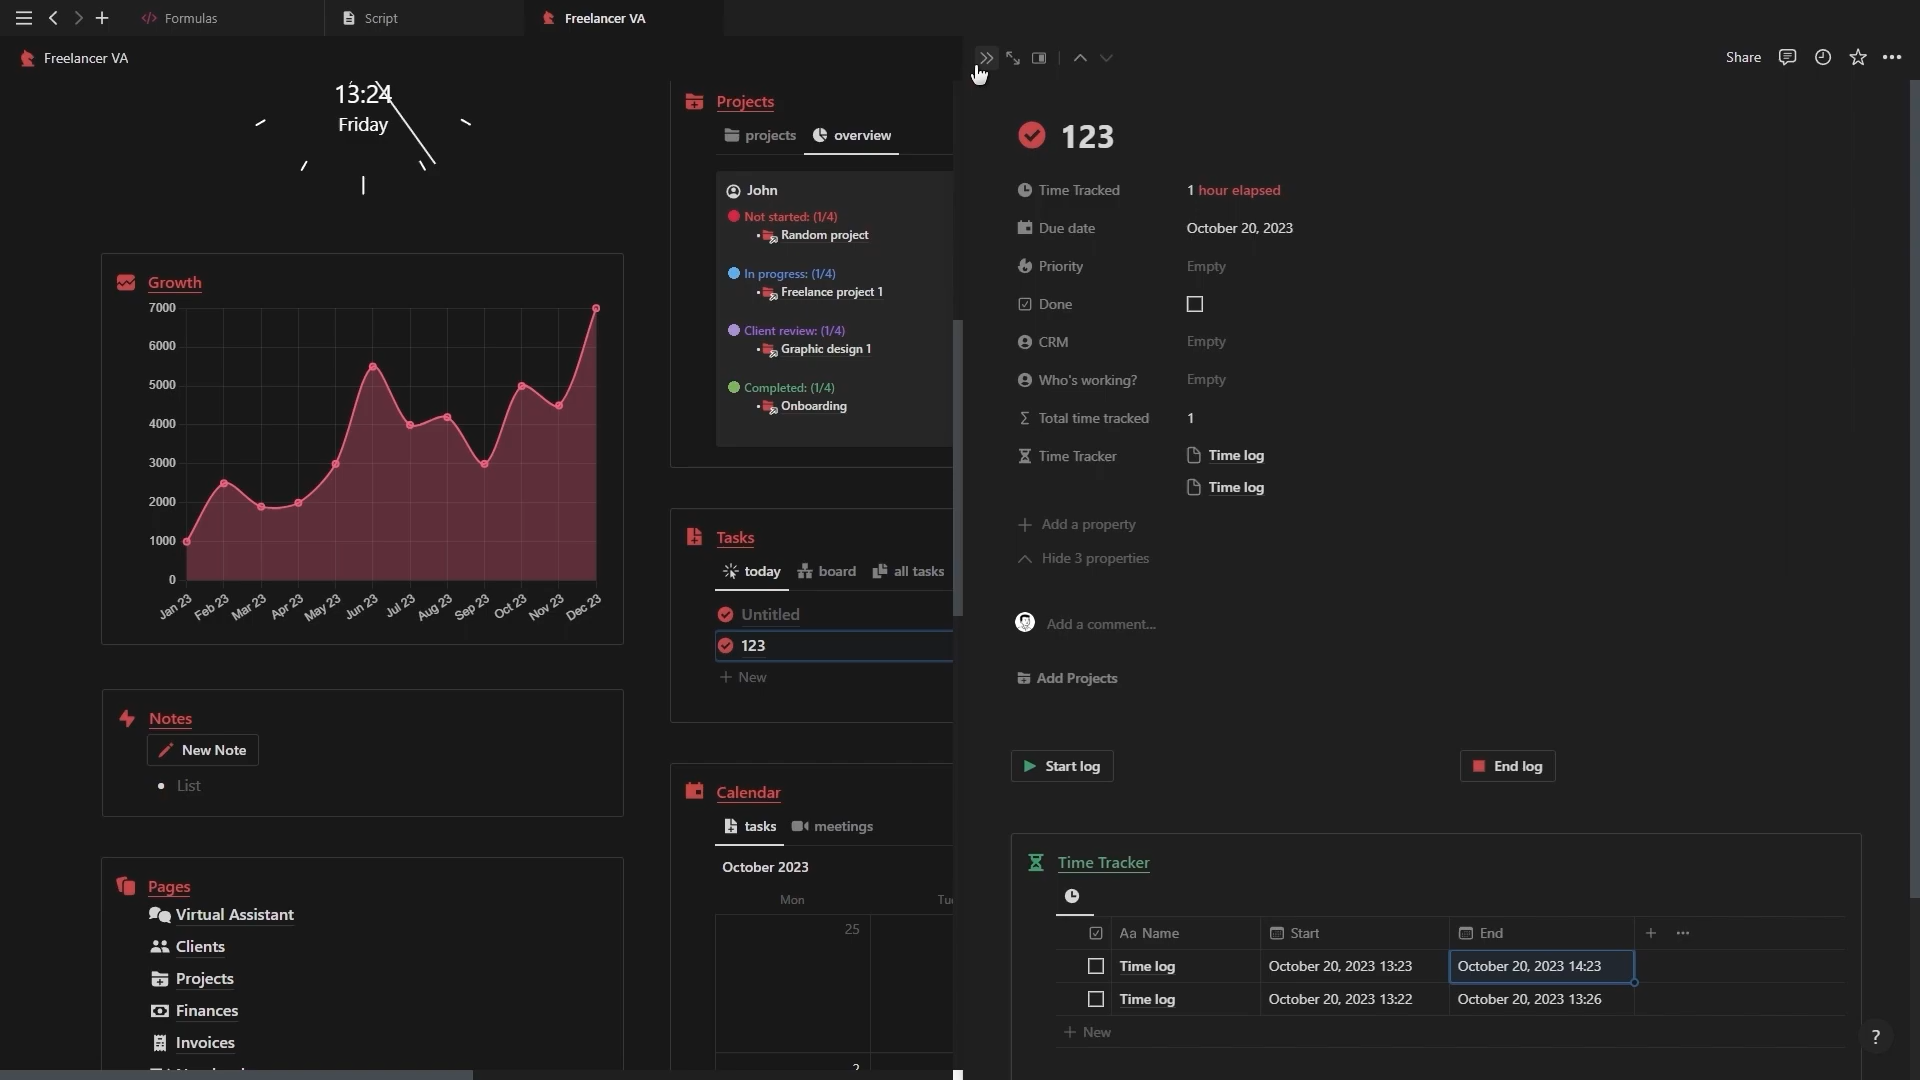 Formulas
Script
Freelancer VA
Freelancer VA
Share
13:24
Friday
Growth
7000
6000
5000
4000
3000
2000
1000
0
Jan 23
Feb 23
Mar 23
Apr 23
May 23
Jun 23
Jul 23
Aug 23
Sep 23
Oct 23
Nov 23
Dec 23
Notes
New Note
List
Pages
Virtual Assistant
Clients
Projects
Finances
Invoices
Projects
projects overview
John
Not started: (1/4)
Random project
In progress: (1/4)
Freelance project 1
Client review: (1/4)
Graphic design 1
Completed: (1/4)
Onboarding
Tasks
today board all tasks
Untitled
123
New
Calendar
tasks meetings
October 2023
Mon
25
2
123
Time Tracked 1 hour elapsed
Due date October 20, 2023
Priority Empty
Done
CRM Empty
Who's working? Empty
Total time tracked 1
Time Tracker Time log
Time log
Add a property
Hide 3 properties
Add a comment...
Add Projects
Start log End log
Time Tracker
Aa Name Start End
Time log October 20, 2023 13:23 October 20, 2023 14:23
Time log October 20, 2023 13:22 October 20, 2023 13:26
New
?